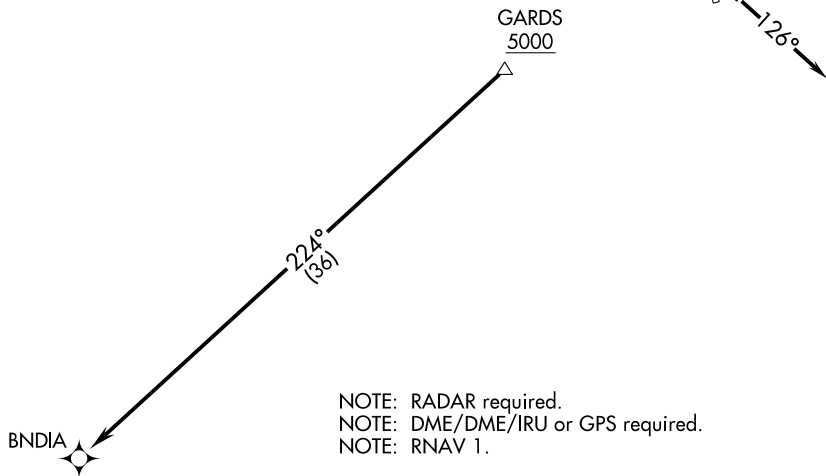 GARDS
5000
126°
224°
(36)
BNDIA
NOTE: RADAR required.
NOTE: DME/DME/IRU or GPS required.
NOTE: RNAV 1.